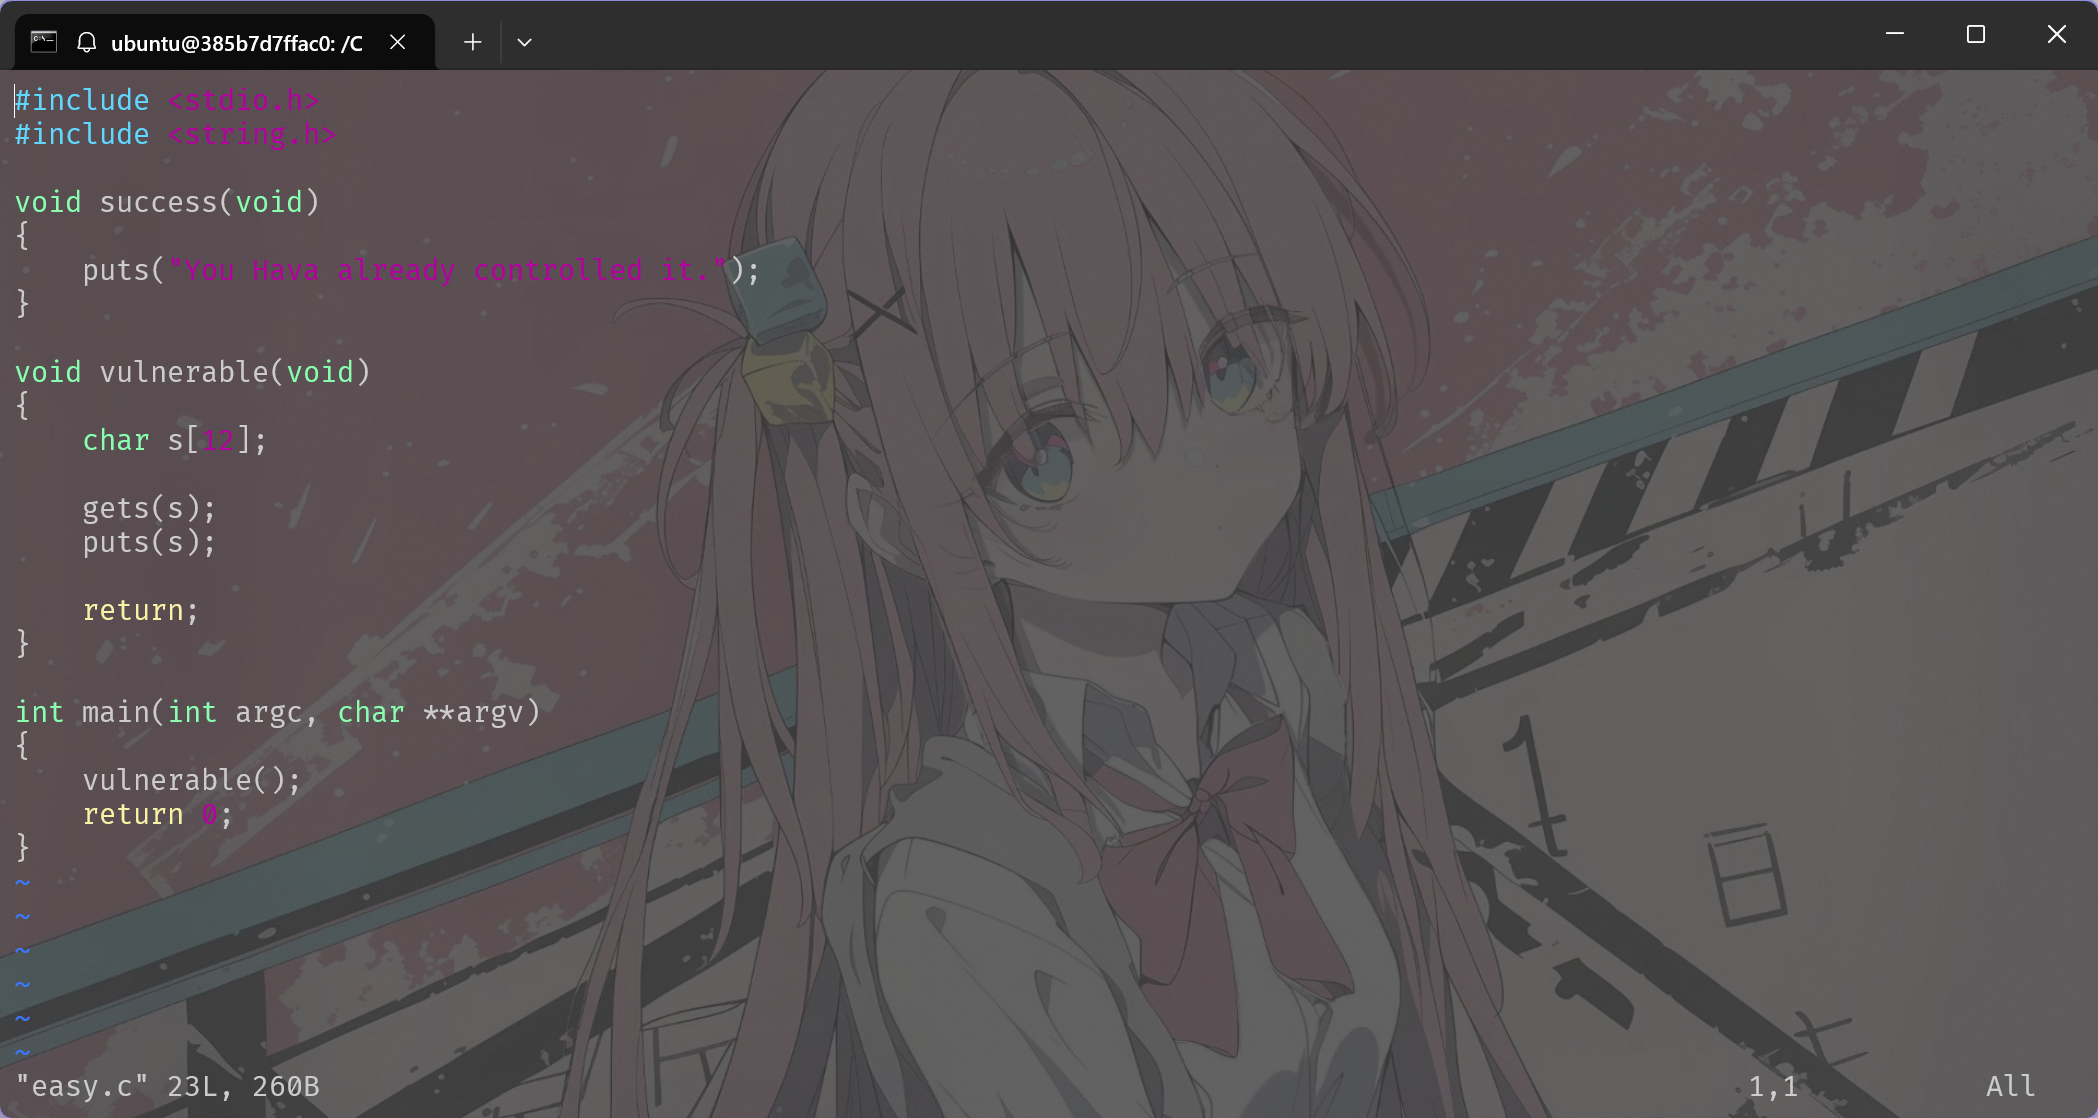 ubuntu@385b7d7ffac0: /C
#include <stdio.h>
#include <string.h>
void success(void)
{
    puts("You Hava already controlled it.");
}
void vulnerable(void)
{
    char s[12];
    gets(s);
    puts(s);
    return;
}
int main(int argc, char **argv)
{
    vulnerable();
    return 0;
}
~
~
~
~
~
~
"easy.c" 23L, 260B 1,1 All